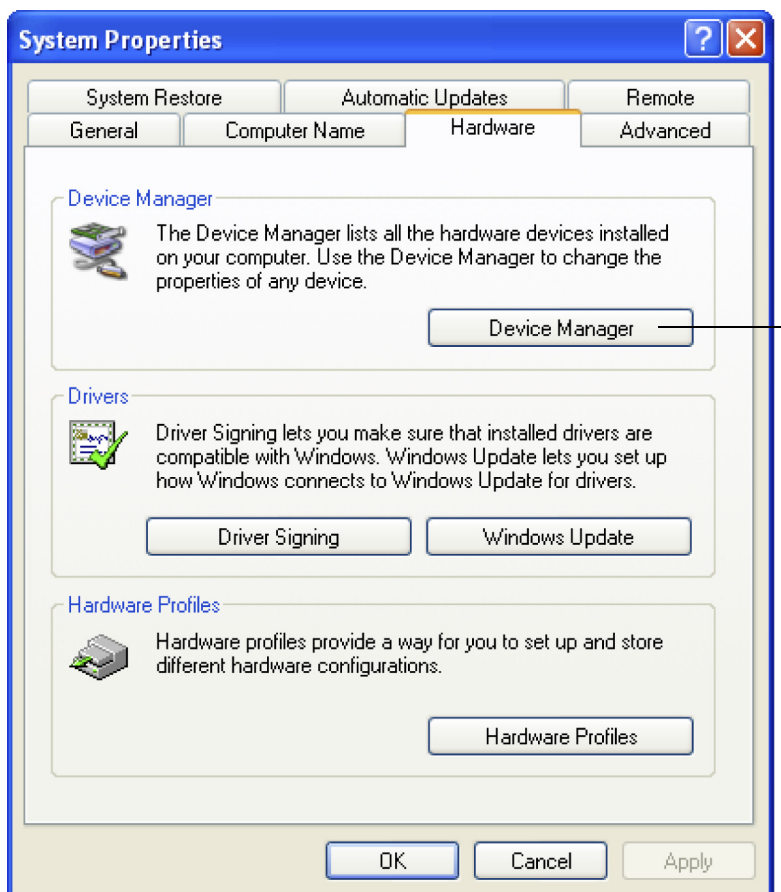 System Properties
System Restore
Automatic Updates
Remote
General
Computer Name
Hardware
Advanced
Device Manager
The Device Manager lists all the hardware devices installed
on your computer. Use the Device Manager to change the
properties of any device.
Device Manager
Drivers
Driver Signing lets you make sure that installed drivers are
compatible with Windows. Windows Update lets you set up
how Windows connects to Windows Update for drivers.
Driver Signing
Windows Update
Hardware Profiles
Hardware profiles provide a way for you to set up and store
different hardware configurations.
Hardware Profiles
OK
Cancel
Apply